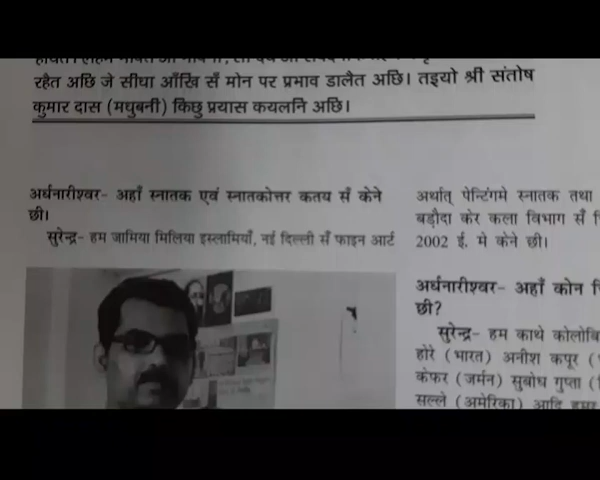 रहैत अछि जे सीधा आँखि सँ मोन पर प्रभाव डालैत अछि। तइयो श्री संतोष
कुमार दास (मधुबनी) किछु प्रयास कयलनि अछि।
अर्धनारीश्वर- अहाँ स्नातक एवं स्नातकोत्तर कतय सँ केने
छी।
सुरेन्द्र- हम जामिया मिलिया इस्लामियाँ, नई दिल्ली सँ फाइन आर्ट
अर्थात् पेन्टिंगमे स्नातक तथा
बड़ौदा केर कला विभाग सँ
2002 ई. मे केने छी।
अर्धनारीश्वर- अहाँ कोन
छी?
सुरेन्द्र- हम काथे
होरे (भारत) अनीश कपूर
केफर (जर्मन) सुबोध गुप्ता
सल्ले (अमेरिका) आदि